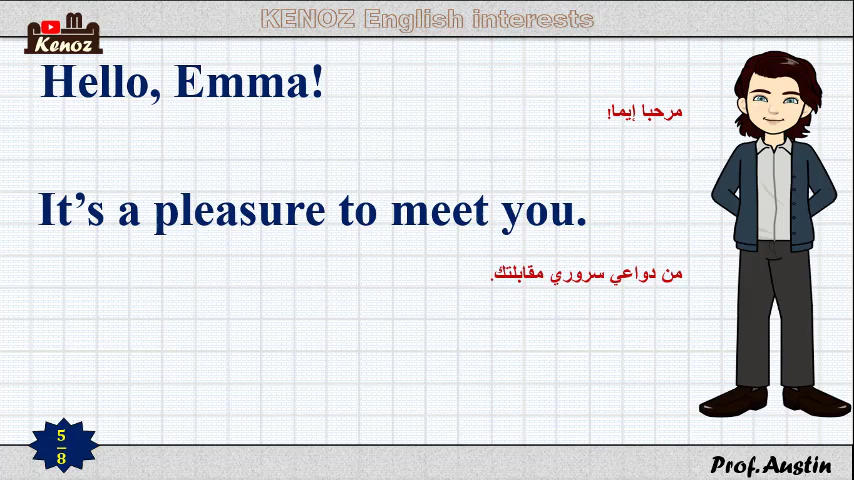 KENOZ English interests
Kenoz
Hello, Emma!
مرحبا إيما!
It’s a pleasure to meet you.
من دواعي سروري مقابلتك.
5
8
Prof. Austin